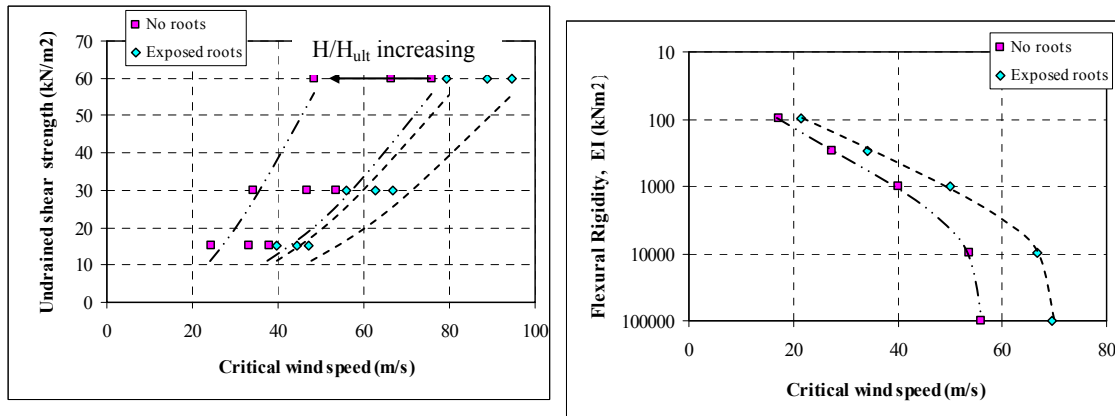 No roots
Exposed roots
H/Hult increasing
70
60
50
40
30
20
10
0
0 20 40 60 80 100
Undrained shear strength (kN/m2)
Critical wind speed (m/s)
No roots
Exposed roots
10
100
1000
10000
100000
0 20 40 60 80
Flexural Rigidity, EI (kNm2)
Critical wind speed (m/s)